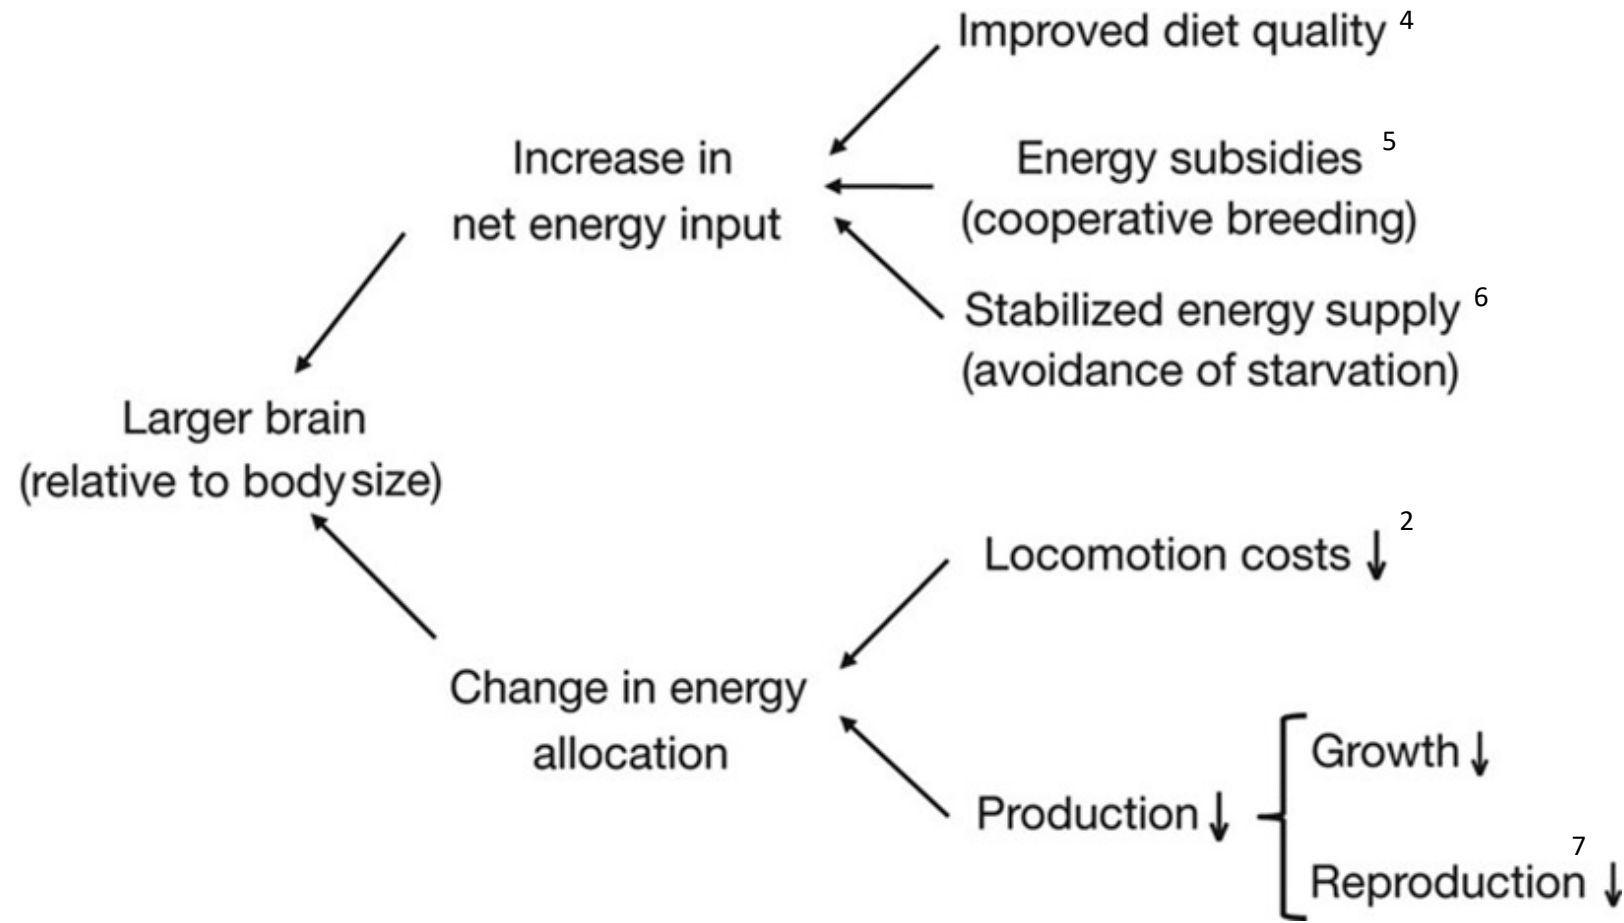 Improved diet quality 4
Increase in
net energy input
Energy subsidies 5
(cooperative breeding)
Stabilized energy supply 6
(avoidance of starvation)
Larger brain
(relative to body size)
Locomotion costs ↓ 2
Change in energy
allocation
Production ↓
Growth ↓
Reproduction ↓ 7